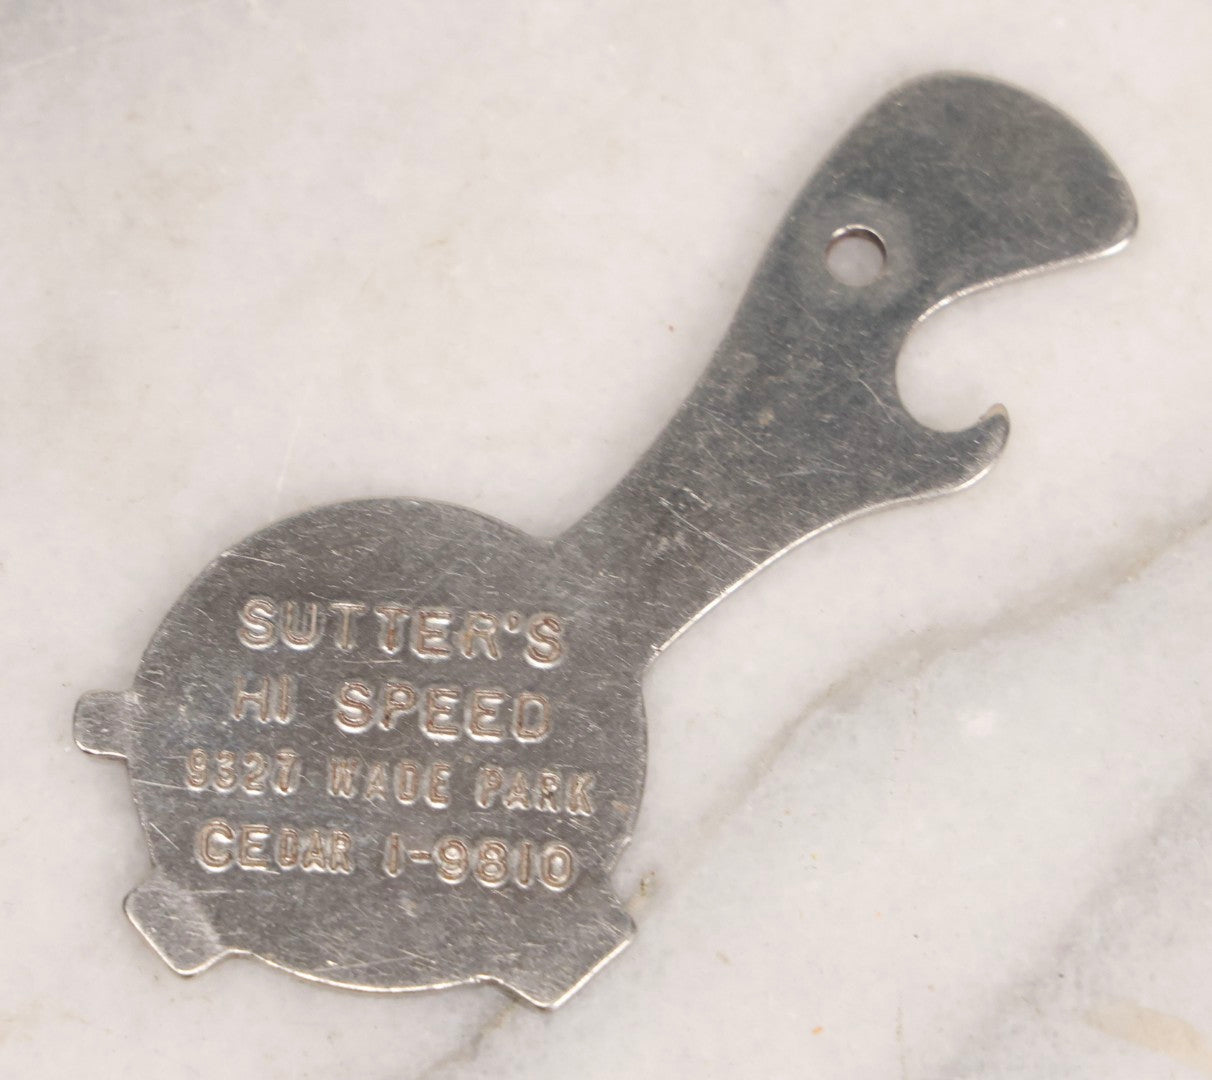 SUTTER'S
HI SPEED
9327 WADE PARK
CEDAR 1-9810